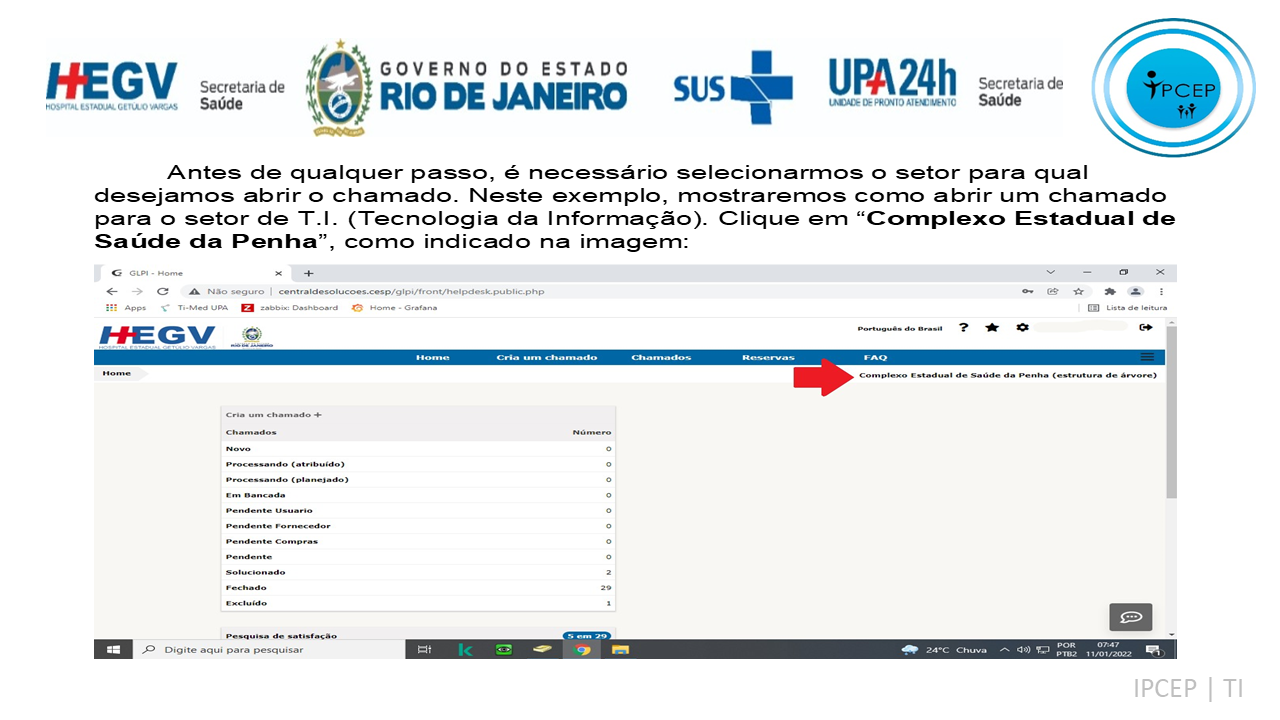 HEGV
HOSPITAL ESTADUAL GETÚLIO VARGAS
Secretaria de
Saúde
GOVERNO DO ESTADO
RIO DE JANEIRO
SUS
UPA 24h
UNIDADE DE PRONTO ATENDIMENTO
Secretaria de
Saúde
IPCEP
Antes de qualquer passo, é necessário selecionarmos o setor para qual
desejamos abrir o chamado. Neste exemplo, mostraremos como abrir um chamado
para o setor de T.I. (Tecnologia da Informação). Clique em “Complexo Estadual de
Saúde da Penha”, como indicado na imagem:
GLPI - Home
Não seguro | centraldesolucoes.cesp/glpi/front/helpdesk.public.php
Apps Ti-Med UPA zabbix: Dashboard Home - Grafana Lista de leitura
HEGV
HOSPITAL ESTADUAL GETULIO VARGAS
RIO DE JANEIRO
Português do Brasil ?
Home Cria um chamado Chamados Reservas FAQ
Home Complexo Estadual de Saúde da Penha (estrutura de árvore)
Cria um chamado +
Chamados Número
Novo 0
Processando (atribuído) 0
Processando (planejado) 0
Em Bancada 0
Pendente Usuario 0
Pendente Fornecedor 0
Pendente Compras 0
Pendente 0
Solucionado 2
Fechado 29
Excluído 1
Pesquisa de satisfação 5 em 29
Digite aqui para pesquisar 24°C Chuva POR 07:47
PTB2 11/01/2022 1
IPCEP | TI